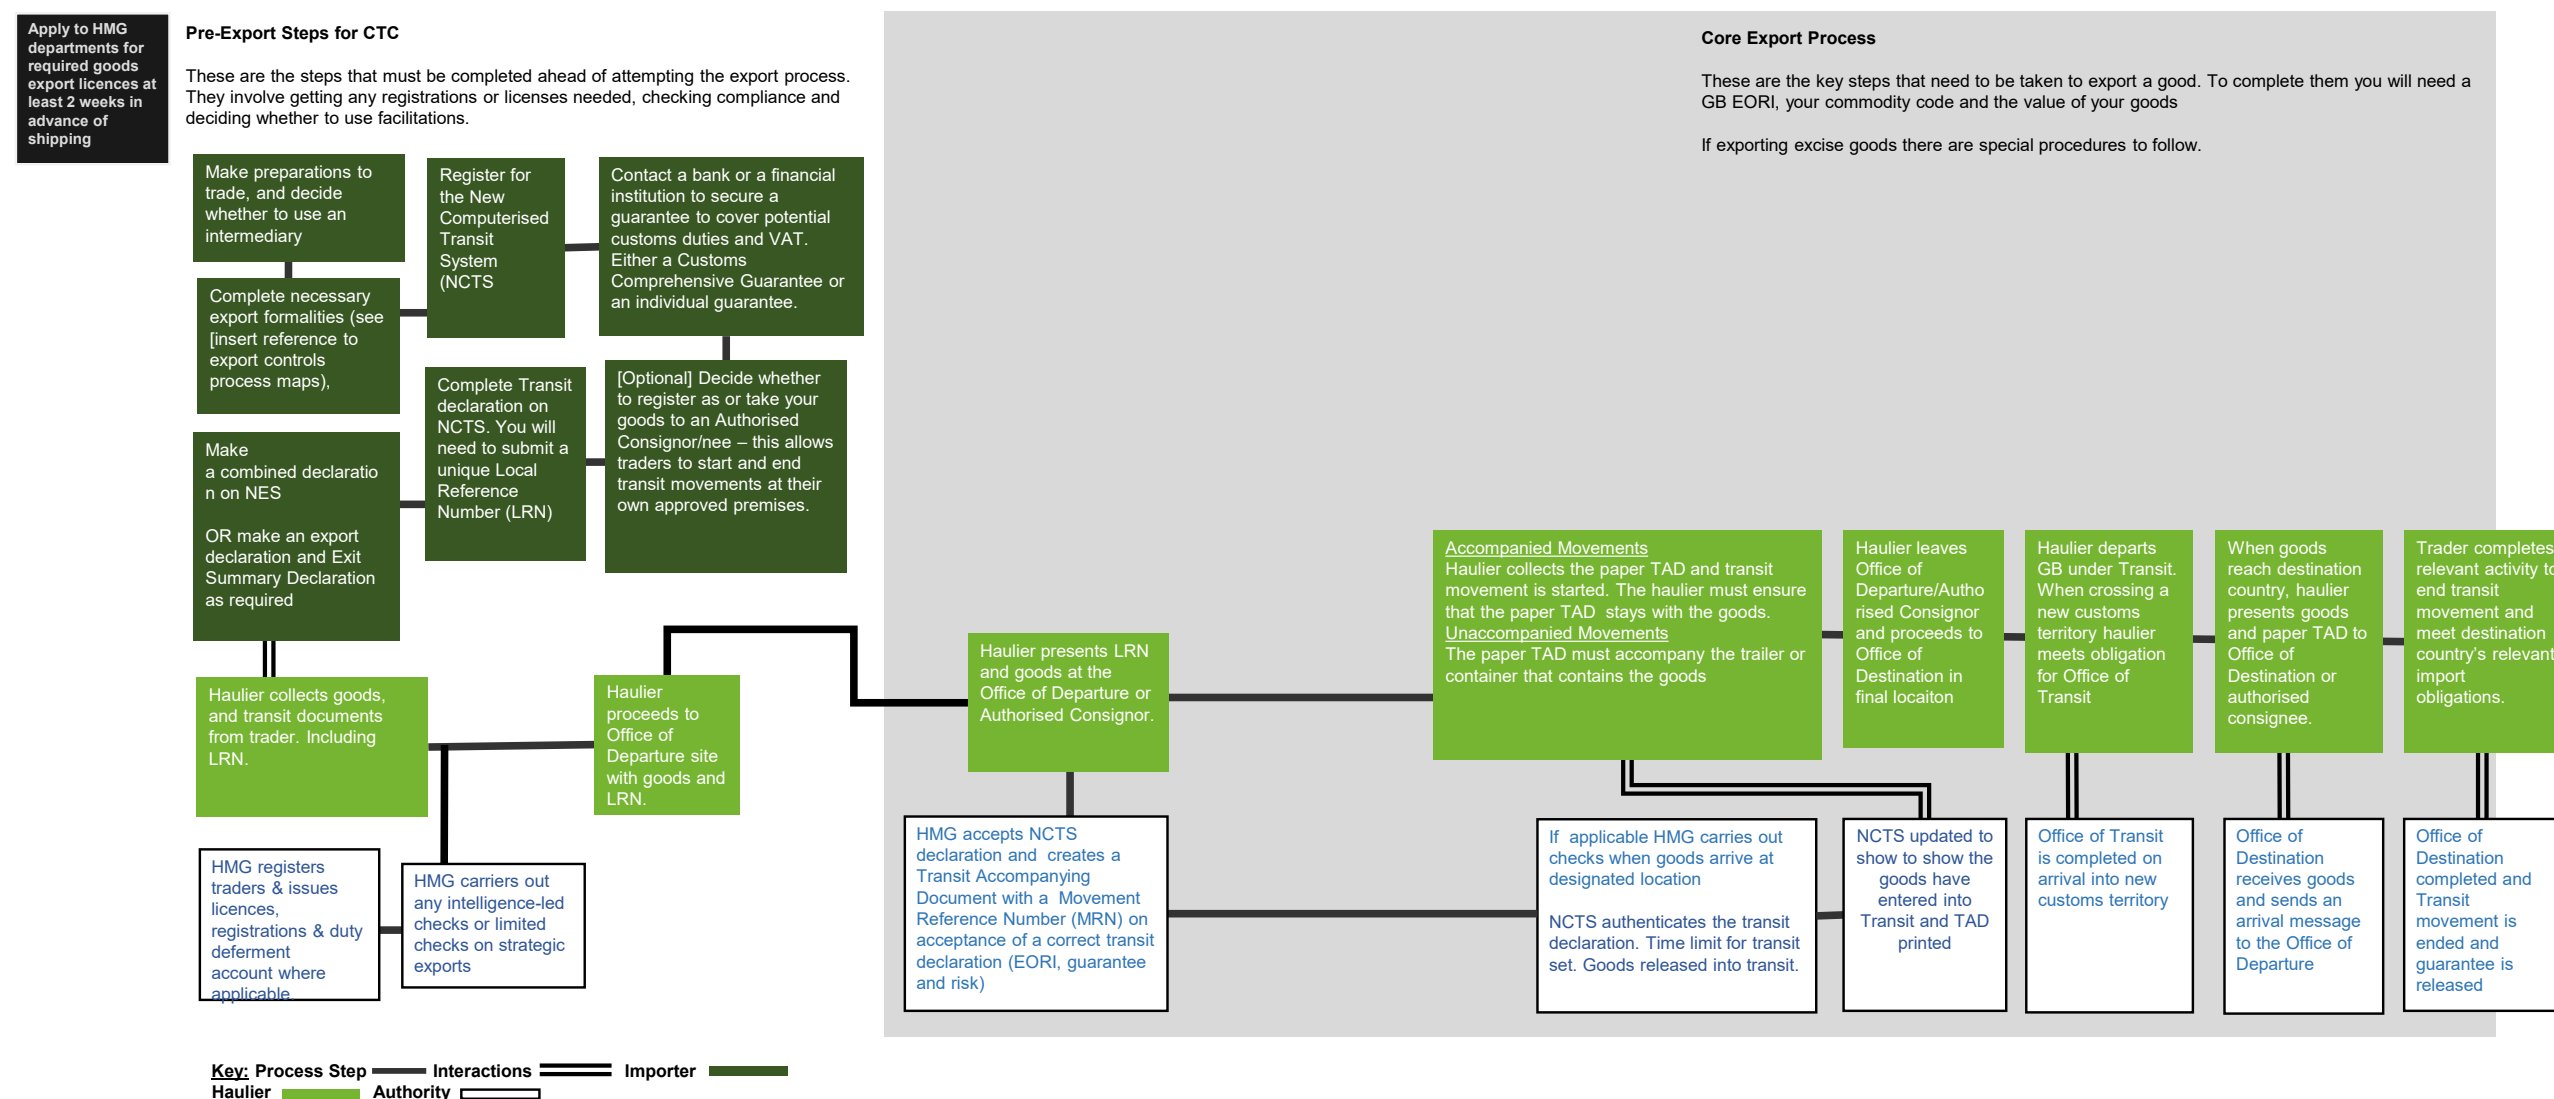 Apply to HMG
departments for
required goods
export licences at
least 2 weeks in
advance of
shipping
Pre-Export Steps for CTC
These are the steps that must be completed ahead of attempting the export process.
They involve getting any registrations or licenses needed, checking compliance and
deciding whether to use facilitations.
Core Export Process
These are the key steps that need to be taken to export a good. To complete them you will need a
GB EORI, your commodity code and the value of your goods
If exporting excise goods there are special procedures to follow.
Make preparations to
trade, and decide
whether to use an
intermediary
Register for
the New
Computerised
Transit
System
(NCTS
Contact a bank or a financial
institution to secure a
guarantee to cover potential
customs duties and VAT.
Either a Customs
Comprehensive Guarantee or
an individual guarantee.
Complete necessary
export formalities (see
[insert reference to
export controls
process maps),
Complete Transit
declaration on
NCTS. You will
need to submit a
unique Local
Reference
Number (LRN)
[Optional] Decide whether
to register as or take your
goods to an Authorised
Consignor/nee – this allows
traders to start and end
transit movements at their
own approved premises.
Make
a combined declaratio
n on NES
OR make an export
declaration and Exit
Summary Declaration
as required
Haulier collects goods,
and transit documents
from trader. Including
LRN.
Haulier
proceeds to
Office of
Departure site
with goods and
LRN.
HMG registers
traders & issues
licences,
registrations & duty
deferment
account where
applicable.
HMG carriers out
any intelligence-led
checks or limited
checks on strategic
exports
Haulier presents LRN
and goods at the
Office of Departure or
Authorised Consignor.
Accompanied Movements
Haulier collects the paper TAD and transit
movement is started. The haulier must ensure
that the paper TAD  stays with the goods.
Unaccompanied Movements
The paper TAD must accompany the trailer or
container that contains the goods
Haulier leaves
Office of
Departure/Autho
rised Consignor
and proceeds to
Office of
Destination in
final locaiton
Haulier departs
GB under Transit.
When crossing a
new customs
territory haulier
meets obligation
for Office of
Transit
When goods
reach destination
country, haulier
presents goods
and paper TAD to
Office of
Destination or
authorised
consignee.
Trader completes
relevant activity to
end transit
movement and
meet destination
country's relevant
import
obligations.
HMG accepts NCTS
declaration and  creates a
Transit Accompanying
Document with a  Movement
Reference Number (MRN) on
acceptance of a correct transit
declaration (EORI, guarantee
and risk)
If  applicable HMG carries out
checks when goods arrive at
designated location
NCTS authenticates the transit
declaration. Time limit for transit
set. Goods released into transit.
NCTS updated to
show to show the
goods have
entered into
Transit and TAD
printed
Office of Transit
is completed on
arrival into new
customs territory
Office of
Destination
receives goods
and sends an
arrival message
to the Office of
Departure
Office of
Destination
completed and
Transit
movement is
ended and
guarantee is
released
Key: Process Step Interactions Importer
Haulier Authority